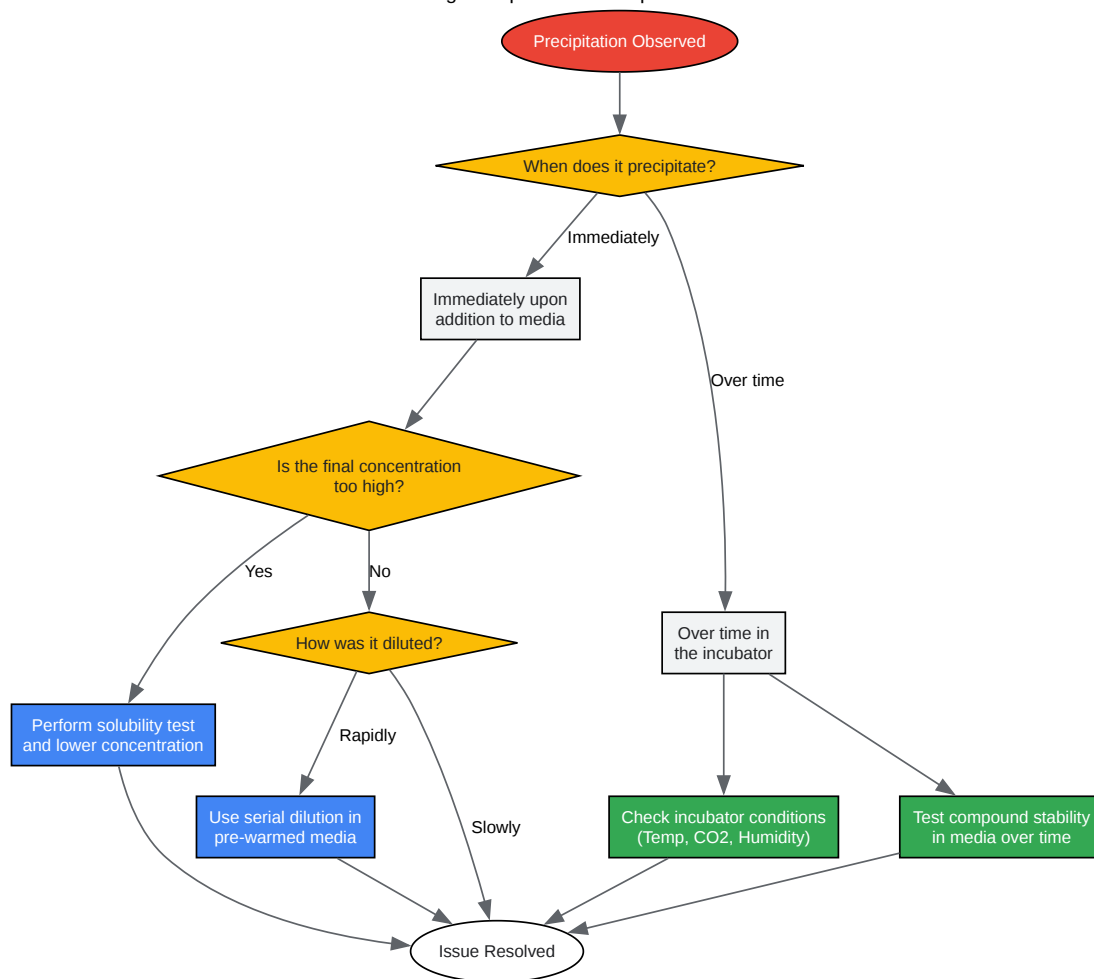 Precipitation Observed
When does it precipitate?
Immediately
Immediately upon
addition to media
Over time
Is the final concentration
too high?
Yes
No
How was it diluted?
Over time in
the incubator
Perform solubility test
and lower concentration
Rapidly
Use serial dilution in
pre-warmed media
Slowly
Check incubator conditions
(Temp, CO2, Humidity)
Test compound stability
in media over time
Issue Resolved